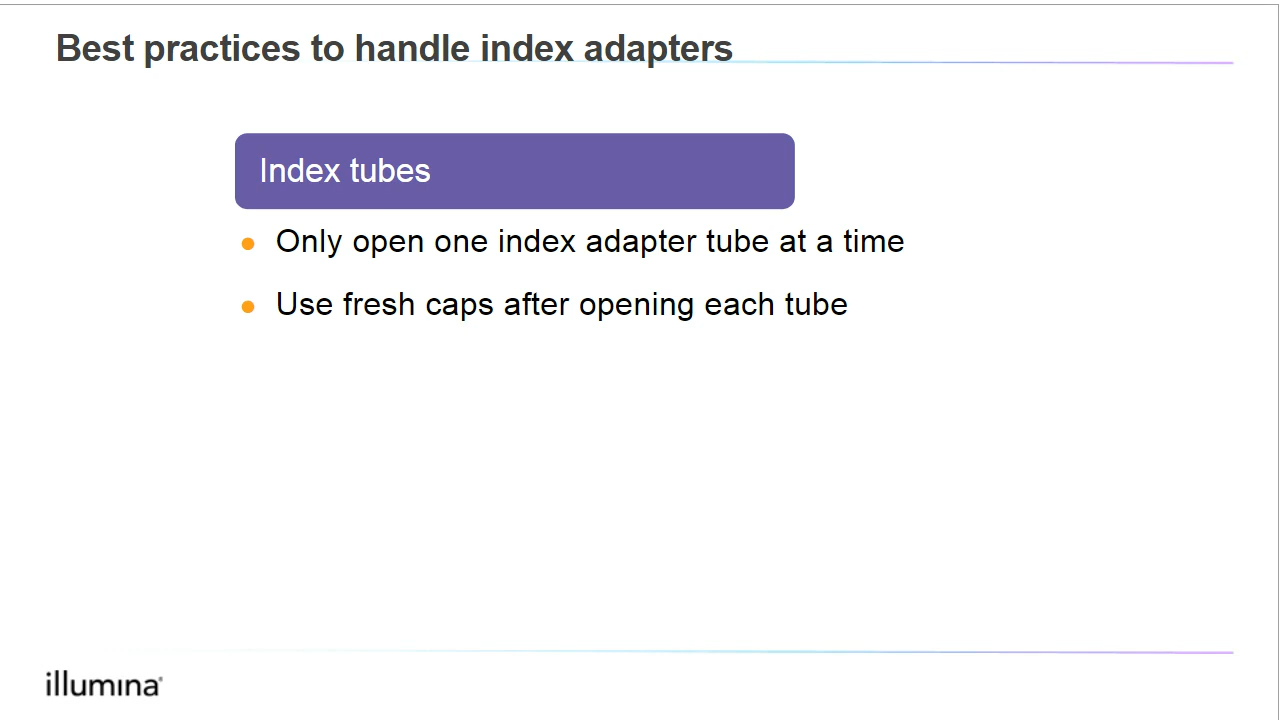 Best practices to handle index adapters
Index tubes
Only open one index adapter tube at a time
Use fresh caps after opening each tube
illumina®